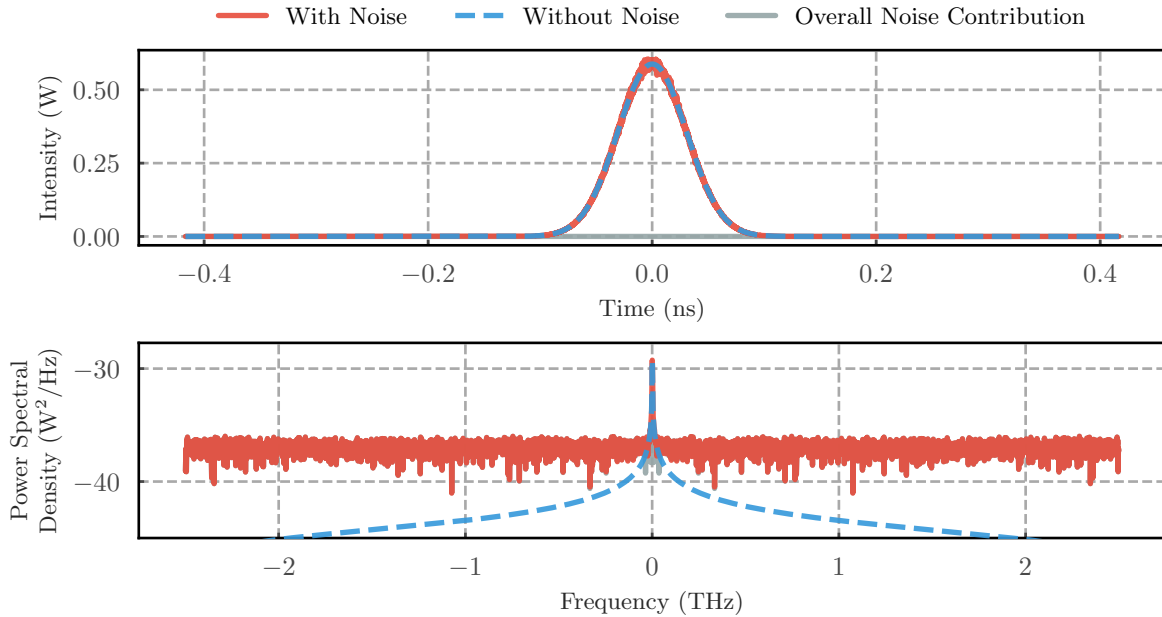 With Noise
Without Noise
Overall Noise Contribution
Intensity (W)
0.50
0.25
0.00
−0.4
−0.2
0.0
0.2
0.4
Time (ns)
Power Spectral
Density (W²/Hz)
−30
−40
−2
−1
0
1
2
Frequency (THz)